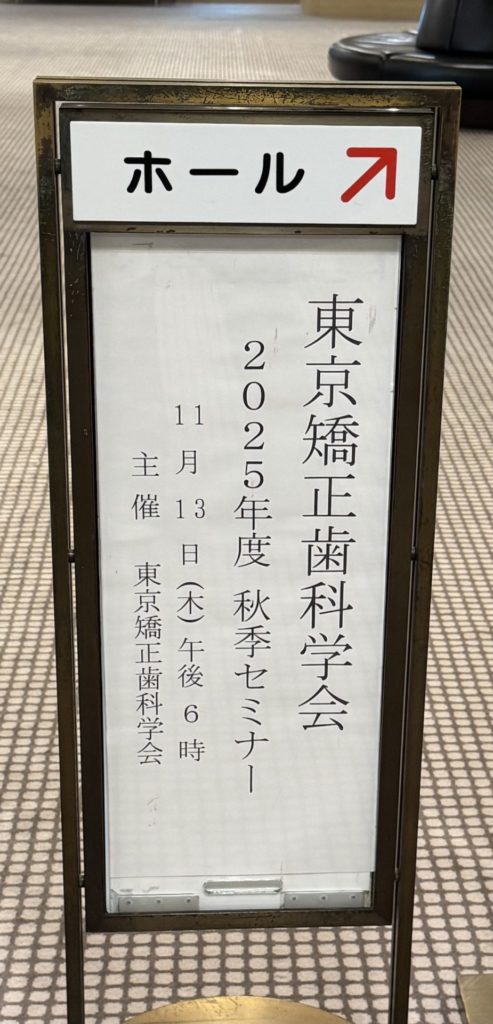 ホール ↗
東京矯正歯科学会
2025年度 秋季セミナー
11月13日(木)午後6時
主催 東京矯正歯科学会